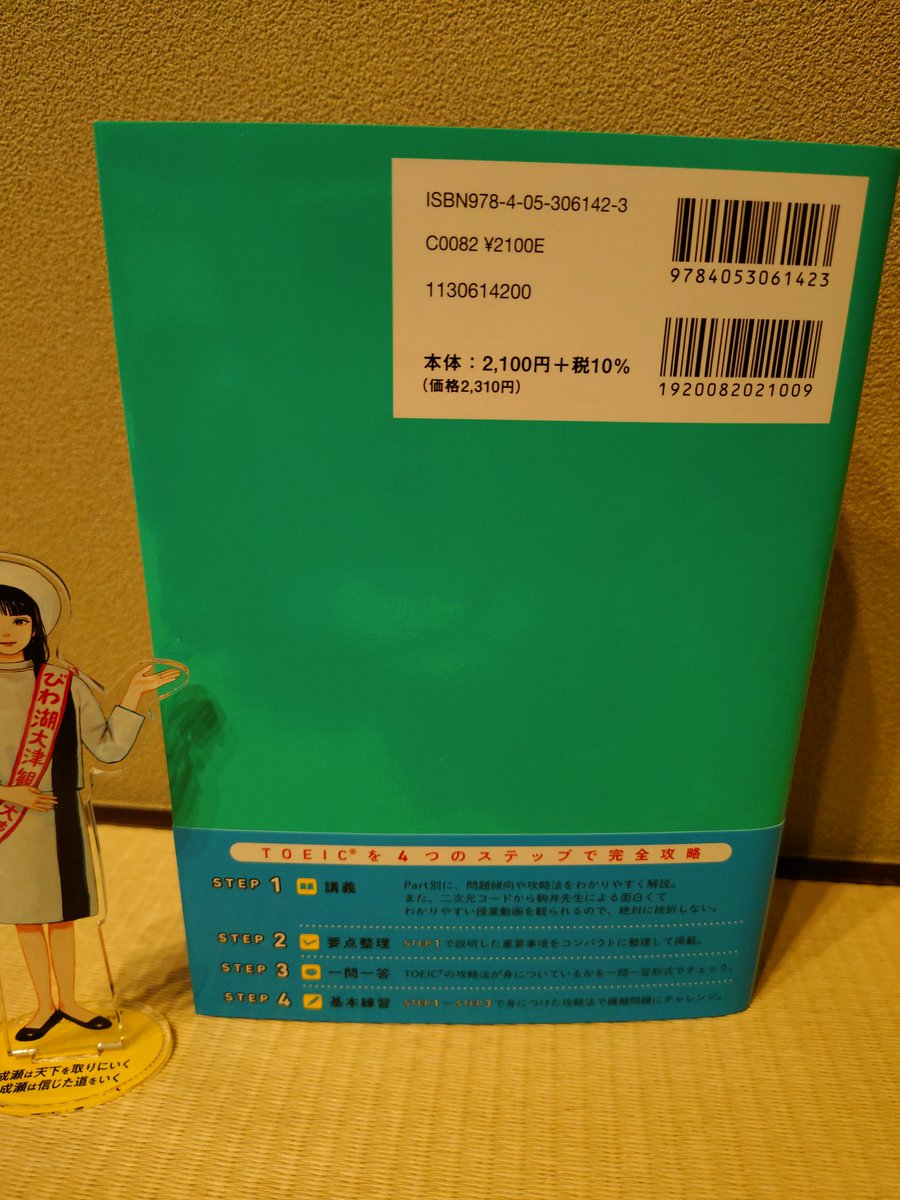 ISBN978-4-05-306142-3
C0082 ¥2100E
1130614200
本体：2,100円＋税10%
（価格2,310円）
9784053061423
1920082021009
TOEIC®を4つのステップで完全攻略
STEP 1 講義
Part別に、問題傾向や攻略法をわかりやすく解説。
また、二次元コードから駒井先生による面白くて
わかりやすい授業動画を観られるので、絶対に挫折しない。
STEP 2 要点整理 STEP1で説明した重要事項をコンパクトに整理して掲載。
STEP 3 一問一答 TOEIC®の攻略法が身についているかを一問一答形式でチェック。
STEP 4 基本練習 STEP1〜STEP3で身につけた攻略法で模擬問題にチャレンジ。
びわ湖大津観
大使
成瀬は天下を取りにいく
成瀬は信じた道をいく